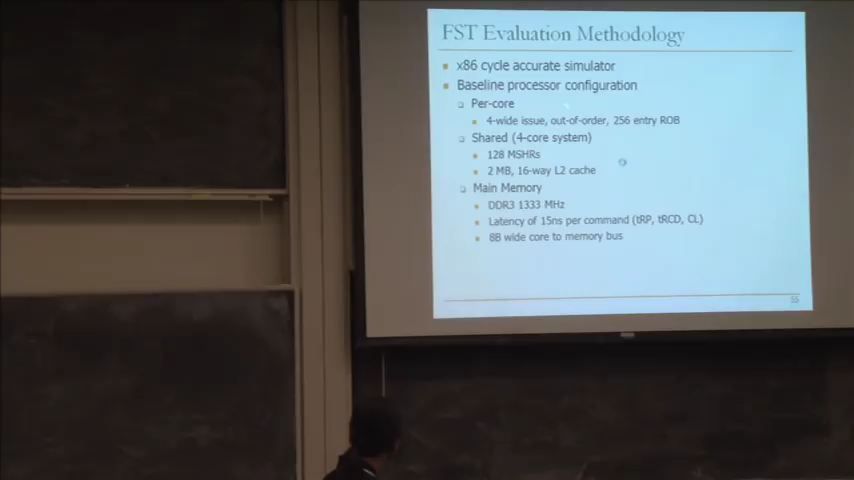 FST Evaluation Methodology
x86 cycle accurate simulator
Baseline processor configuration
Per-core
4-wide issue, out-of-order, 256 entry ROB
Shared (4-core system)
128 MSHRs
2 MB, 16-way L2 cache
Main Memory
DDR3 1333 MHz
Latency of 15ns per command (tRP, tRCD, CL)
8B wide core to memory bus
55